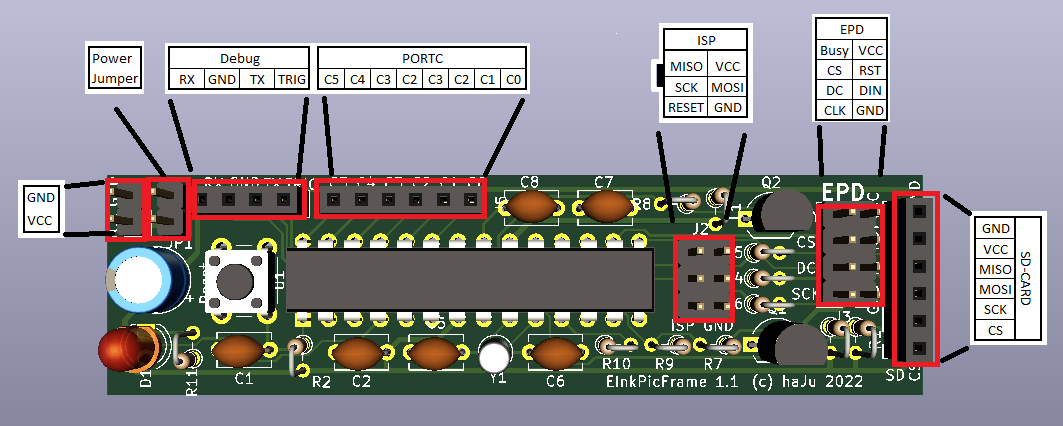 Power
Jumper
Debug
RX GND TX TRIG
PORTC
C5 C4 C3 C2 C3 C2 C1 C0
ISP
MISO VCC
SCK MOSI
RESET GND
EPD
Busy VCC
CS RST
DC DIN
CLK GND
GND
VCC
C8
C7
R8
Q2
EPD
J2
CS
DC
SCK
5
4
6
ISP GND
GND
VCC
MISO
MOSI
SCK
CS
SD-CARD
D1
R11
C1
R2
C2
Y1
C6
R10
R9
R7
SD
EInkPicFrame 1.1 (c) haJu 2022